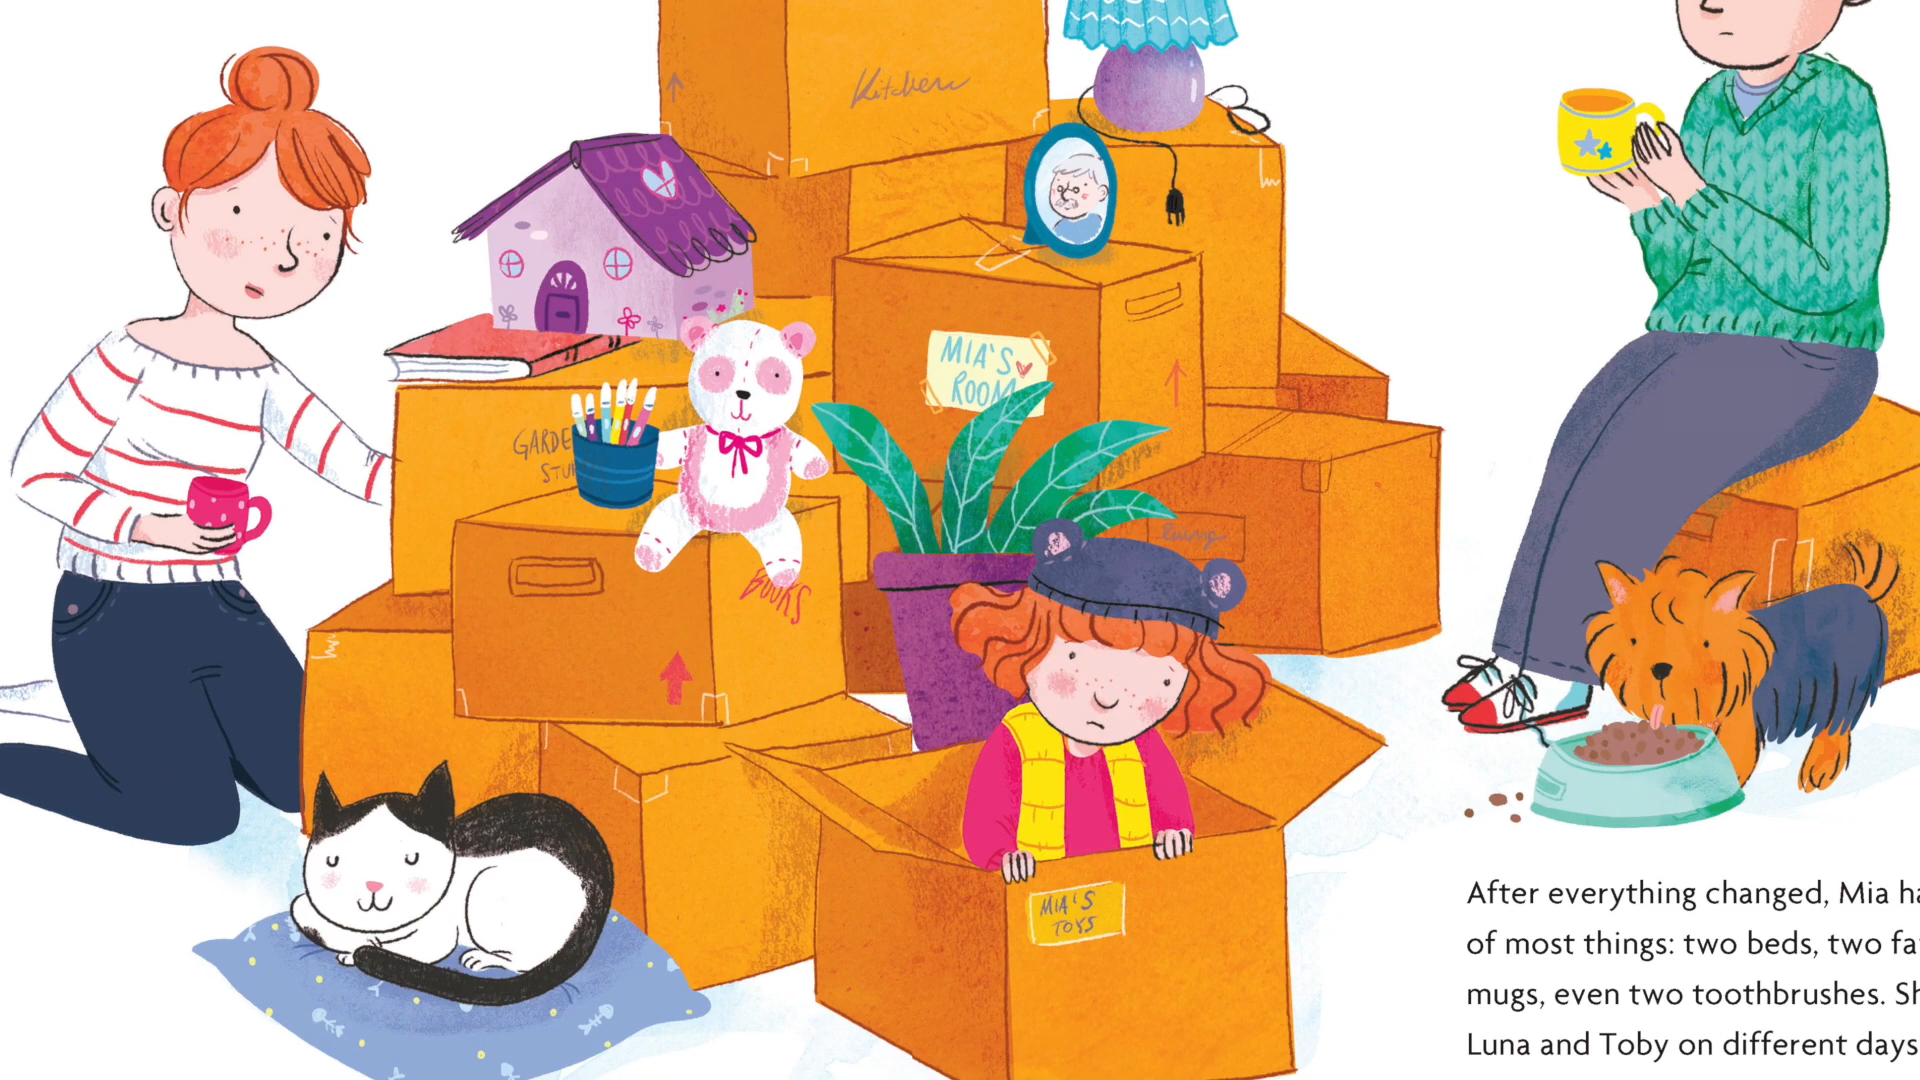 Kitchen
MIA'S
ROOM
GARDE
STU
Living
BOOKS
MIA'S
TOYS
After everything changed, Mia ha
of most things: two beds, two fa
mugs, even two toothbrushes. Sh
Luna and Toby on different days